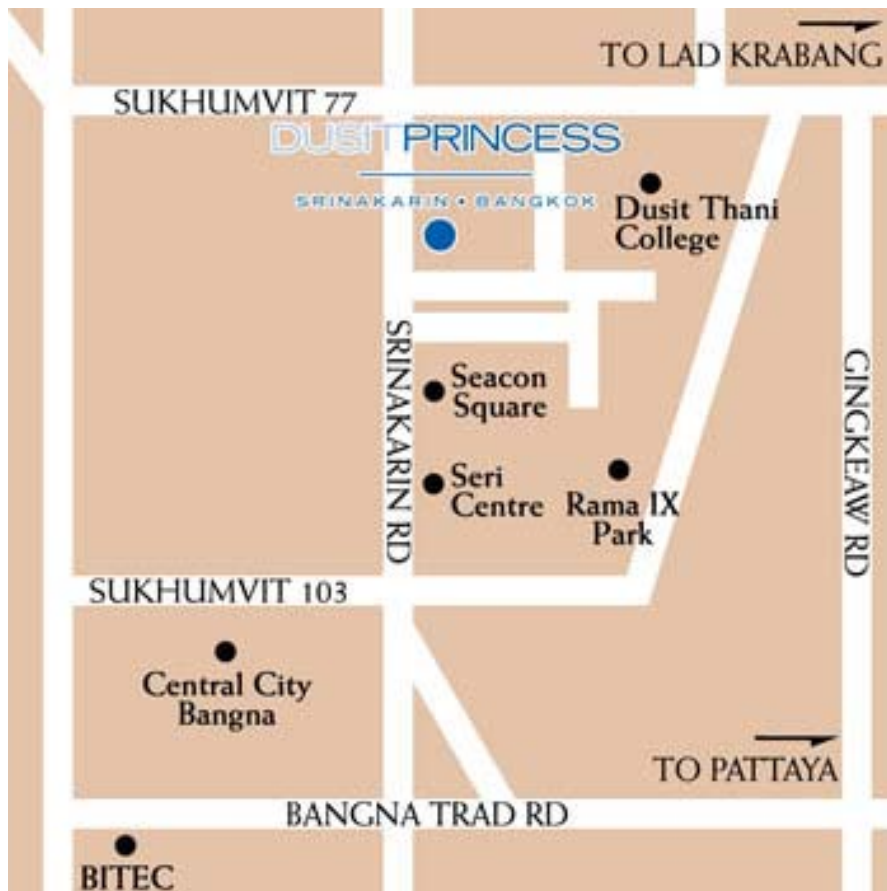 TO LAD KRABANG
SUKHUMVIT 77
DUSITPRINCESS
SRINAKARIN • BANGKOK
Dusit Thani
College
SRINAKARIN RD
GINGKEAW RD
Seacon
Square
Seri
Centre
Rama IX
Park
SUKHUMVIT 103
Central City
Bangna
TO PATTAYA
BANGNA TRAD RD
BITEC